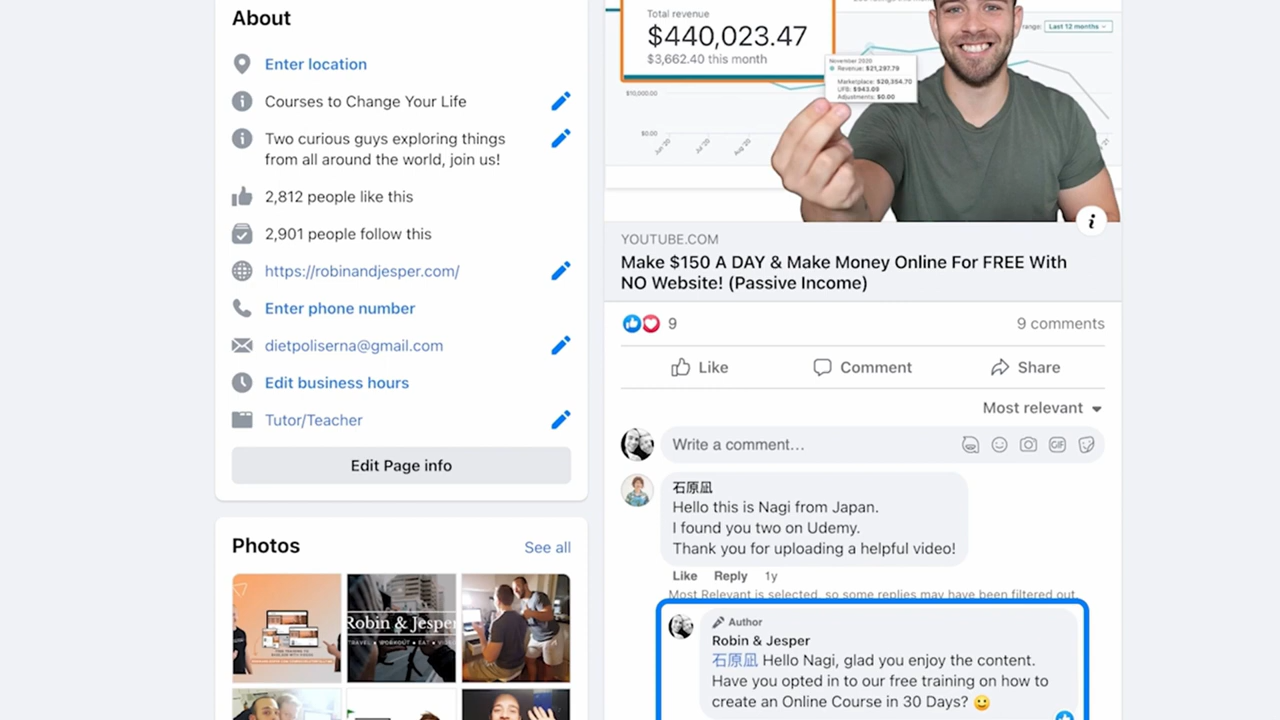 About
Enter location
Courses to Change Your Life
Two curious guys exploring things
from all around the world, join us!
2,812 people like this
2,901 people follow this
https://robinandjesper.com/
Enter phone number
dietpoliserna@gmail.com
Edit business hours
Tutor/Teacher
Edit Page info
Photos
See all
Robin & Jesper
Total revenue
$440,023.47
$3,662.40 this month
range: Last 12 months
November 2020
Revenue: $21,297.79
Marketplace: $20,354.70
UFB: $943.09
Adjustments: $0.00
$10,000.00
$0.00
Jun '20
Jul '20
Aug '20
YOUTUBE.COM
Make $150 A DAY & Make Money Online For FREE With
NO Website! (Passive Income)
9
9 comments
Like
Comment
Share
Most relevant
Write a comment…
GIF
石原凪
Hello this is Nagi from Japan.
I found you two on Udemy.
Thank you for uploading a helpful video!
Like Reply 1y
Most Relevant is selected, so some replies may have been filtered out.
Author
Robin & Jesper
石原凪 Hello Nagi, glad you enjoy the content.
Have you opted in to our free training on how to
create an Online Course in 30 Days?